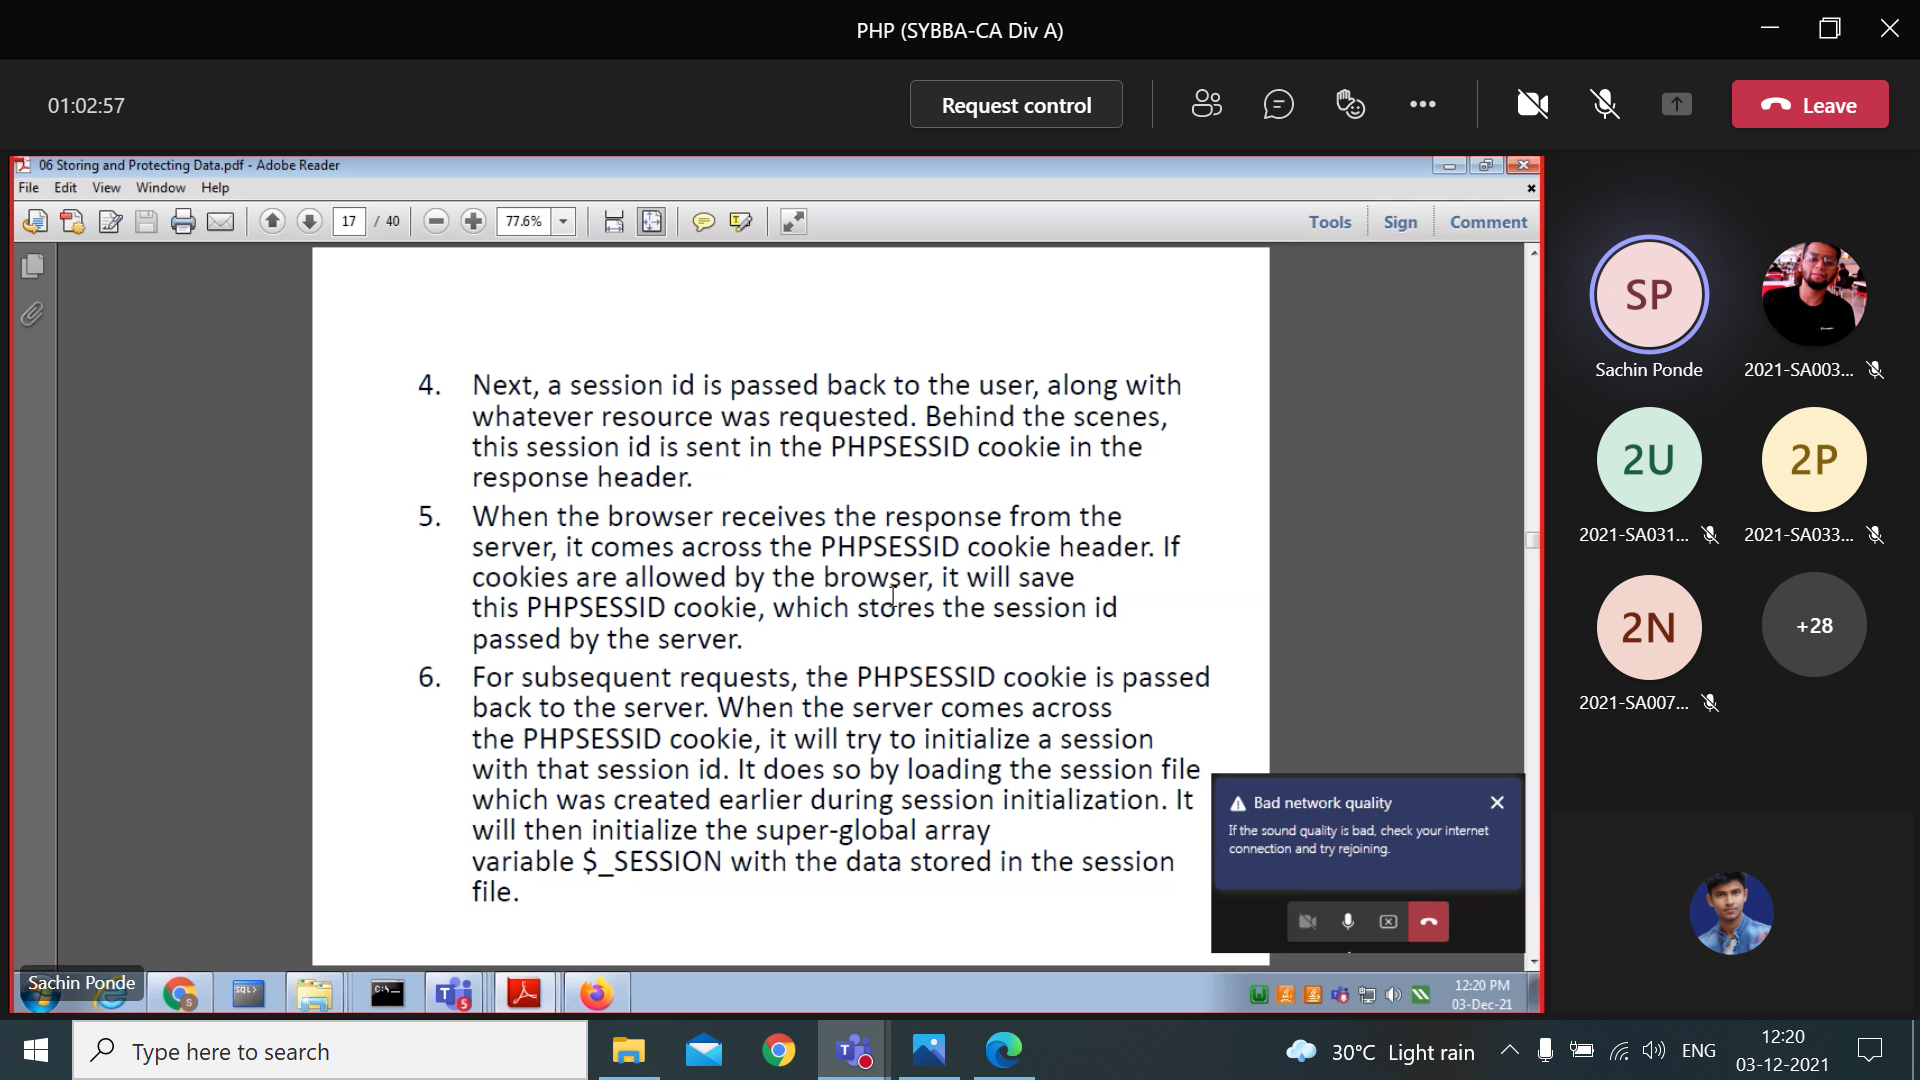 PHP (SYBBA-CA Div A)
01:02:57
Request control
Leave
06 Storing and Protecting Data.pdf - Adobe Reader
File Edit View Window Help
17 / 40
77.6%
Tools Sign Comment
4. Next, a session id is passed back to the user, along with
whatever resource was requested. Behind the scenes,
this session id is sent in the PHPSESSID cookie in the
response header.
5. When the browser receives the response from the
server, it comes across the PHPSESSID cookie header. If
cookies are allowed by the browser, it will save
this PHPSESSID cookie, which stores the session id
passed by the server.
6. For subsequent requests, the PHPSESSID cookie is passed
back to the server. When the server comes across
the PHPSESSID cookie, it will try to initialize a session
with that session id. It does so by loading the session file
which was created earlier during session initialization. It
will then initialize the super-global array
variable $_SESSION with the data stored in the session
file.
Bad network quality
If the sound quality is bad, check your internet
connection and try rejoining.
SP
Sachin Ponde
2021-SA003...
2U
2021-SA031...
2P
2021-SA033...
2N
2021-SA007...
+28
Sachin Ponde
S
SQL>
C:\-
T
5
12:20 PM
03-Dec-21
Type here to search
T
30°C Light rain
ENG
12:20
03-12-2021